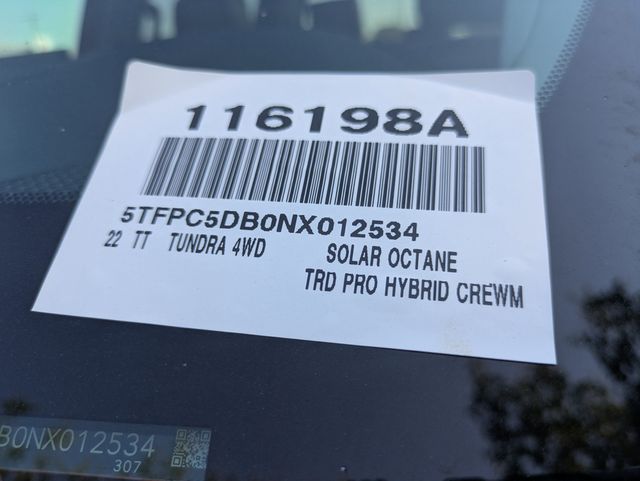 116198A
5TFPC5DB0NX012534
22 TT TUNDRA 4WD SOLAR OCTANE
TRD PRO HYBRID CREWM
B0NX012534
307